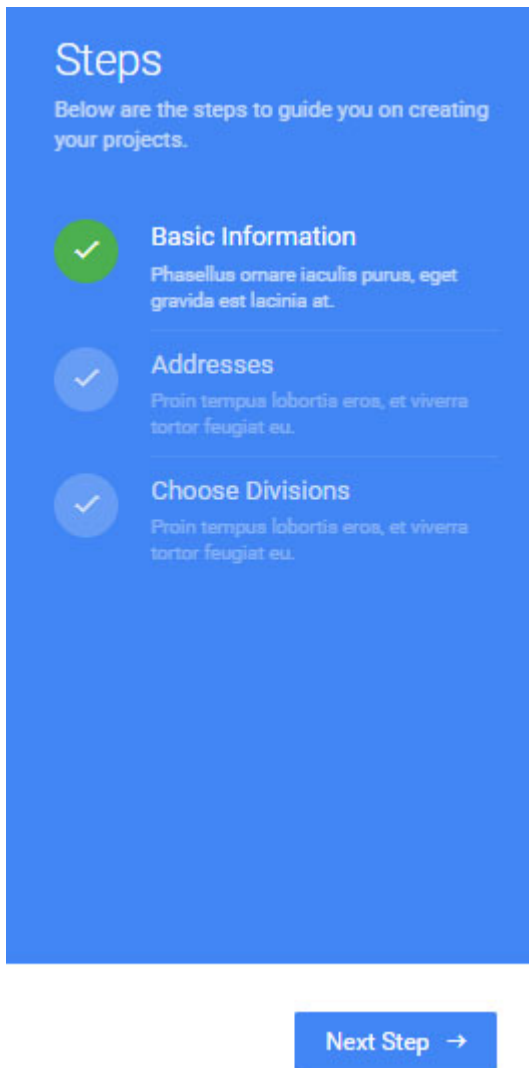 Steps
Below are the steps to guide you on creating
your projects.
Basic Information
Phasellus ornare iaculis purus, eget
gravida est lacinia at.
Addresses
Proin tempus lobortis eros, et viverra
tortor feugiat eu.
Choose Divisions
Proin tempus lobortis eros, et viverra
tortor feugiat eu.
Next Step →